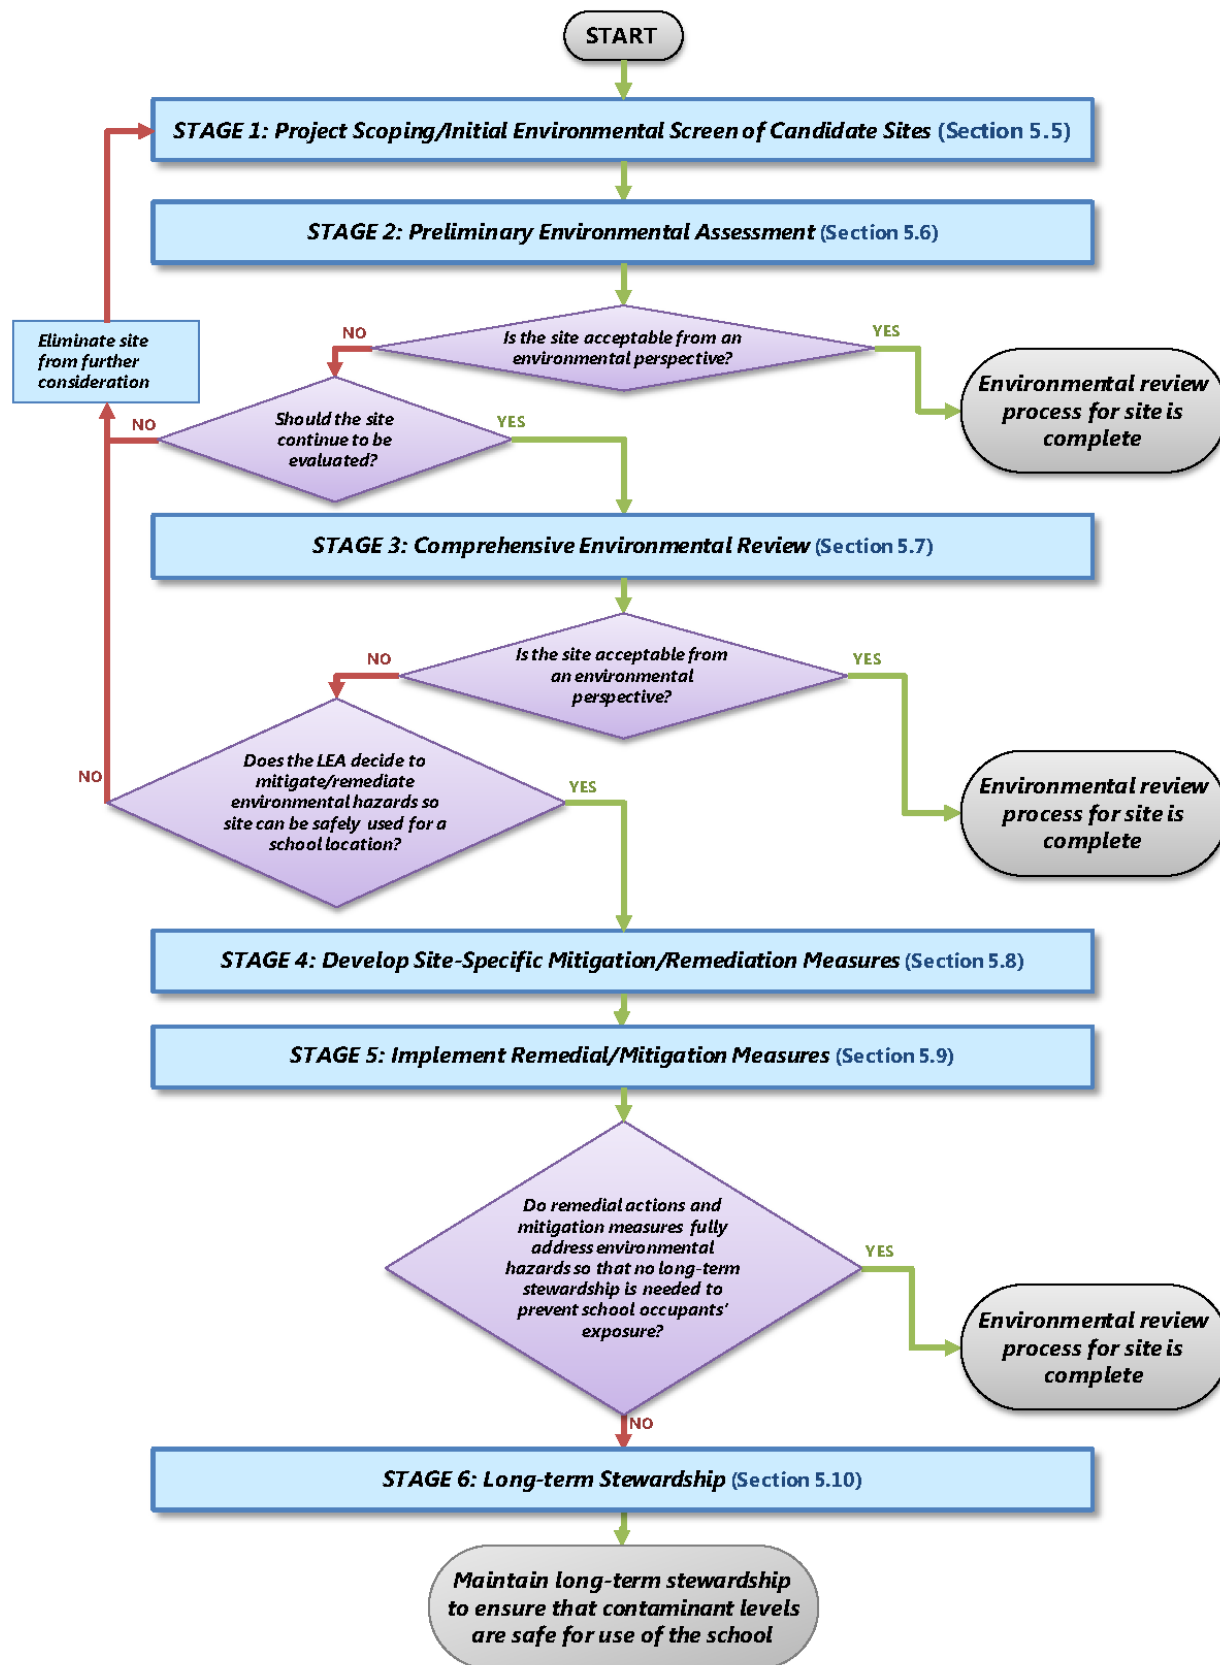 START
STAGE 1: Project Scoping/Initial Environmental Screen of Candidate Sites (Section 5.5)
STAGE 2: Preliminary Environmental Assessment (Section 5.6)
Is the site acceptable from an
environmental perspective?
NO
YES
Eliminate site
from further
consideration
Environmental review
process for site is
complete
Should the site
continue to be
evaluated?
NO
YES
STAGE 3: Comprehensive Environmental Review (Section 5.7)
Is the site acceptable from
an environmental
perspective?
NO
YES
Does the LEA decide to
mitigate/remediate
environmental hazards so
site can be safely used for a
school location?
NO
YES
Environmental review
process for site is
complete
STAGE 4: Develop Site-Specific Mitigation/Remediation Measures (Section 5.8)
STAGE 5: Implement Remedial/Mitigation Measures (Section 5.9)
Do remedial actions and
mitigation measures fully
address environmental
hazards so that no long-term
stewardship is needed to
prevent school occupants'
exposure?
YES
Environmental review
process for site is
complete
NO
STAGE 6: Long-term Stewardship (Section 5.10)
Maintain long-term stewardship
to ensure that contaminant levels
are safe for use of the school